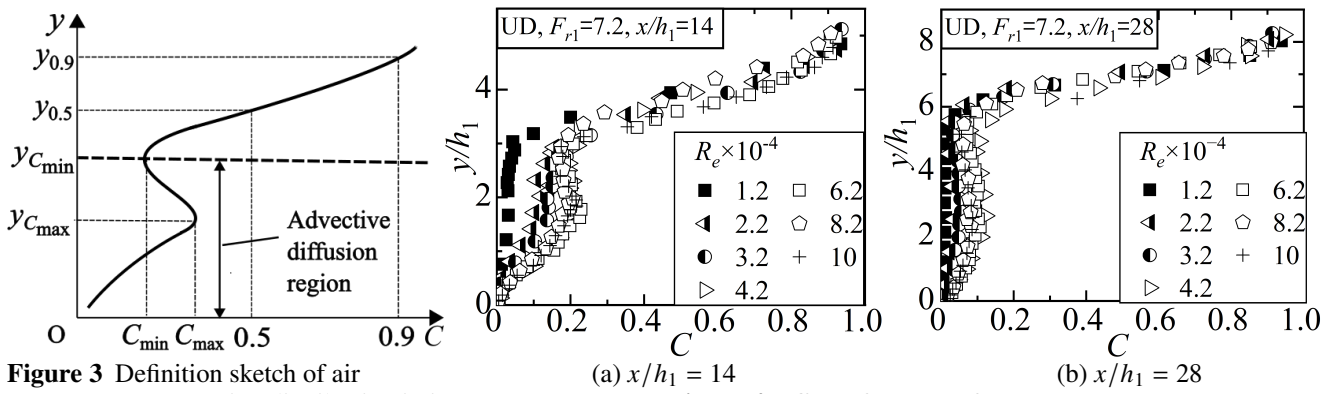 y
y0.9
y0.5
yCmin
yCmax
Advective
diffusion
region
O
Cmin Cmax 0.5 0.9 C
Figure 3 Definition sketch of air
UD, Fr1=7.2, x/h1=14
y/h1
4
2
0
Re×10-4
1.2 6.2
2.2 8.2
3.2 10
4.2
0 0.2 0.4 0.6 0.8 1.0
C
(a) x/h1 = 14
UD, Fr1=7.2, x/h1=28
y/h1
8
6
4
2
0
Re×10−4
1.2 6.2
2.2 8.2
3.2 10
4.2
0 0.2 0.4 0.6 0.8 1.0
C
(b) x/h1 = 28